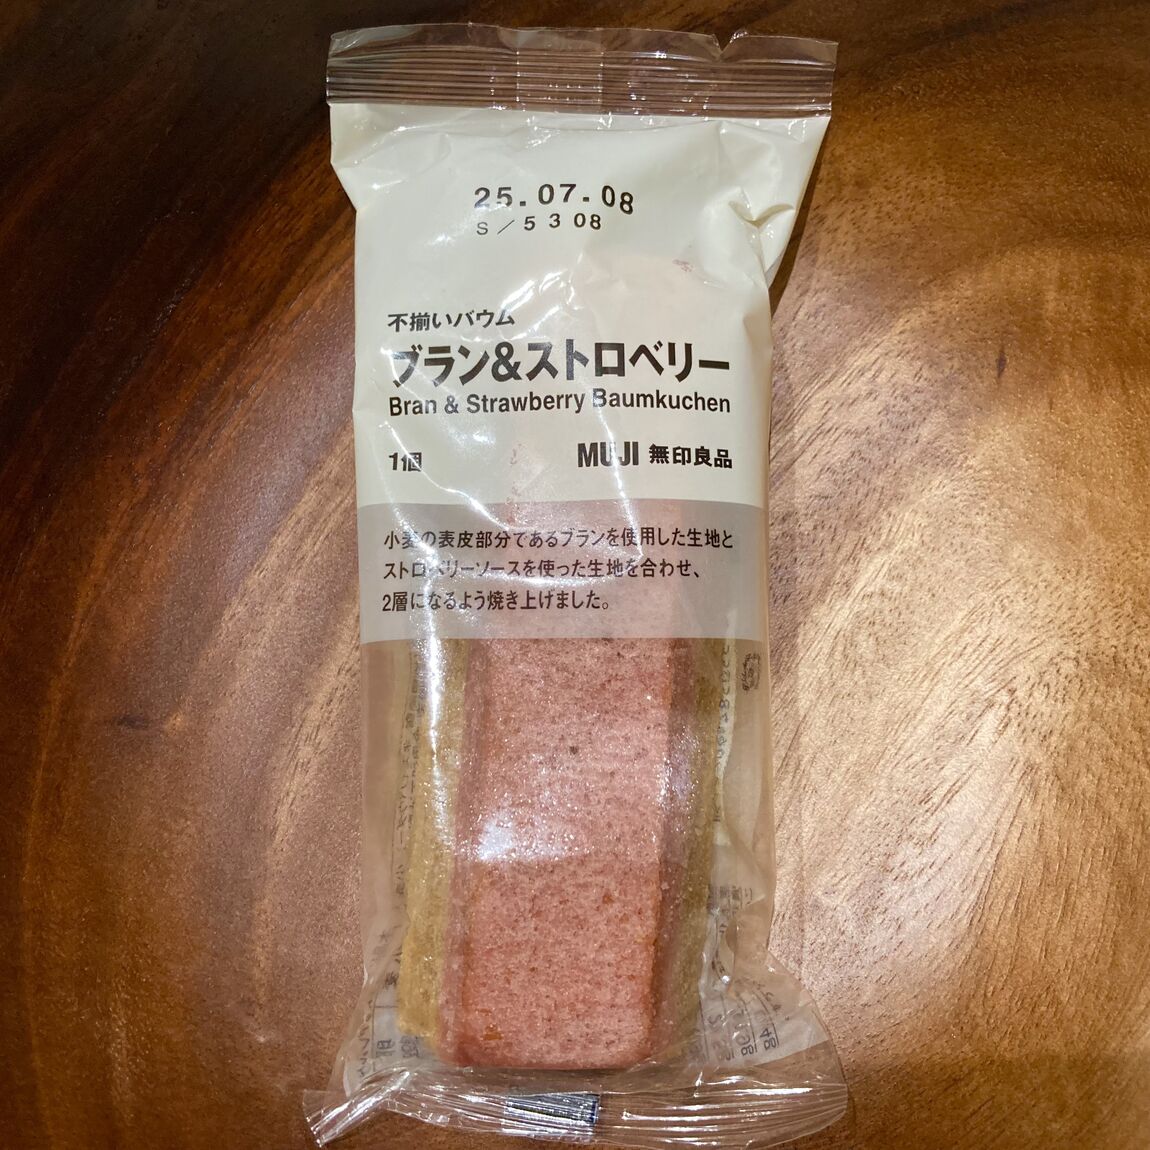 25.07.08
S/5308
不揃いバウム
ブラン&ストロベリー
Bran & Strawberry Baumkuchen
1個 MUJI 無印良品
小麦の表皮部分であるブランを使用した生地と
ストロベリーソースを使った生地を合わせ、
2層になるよう焼き上げました。